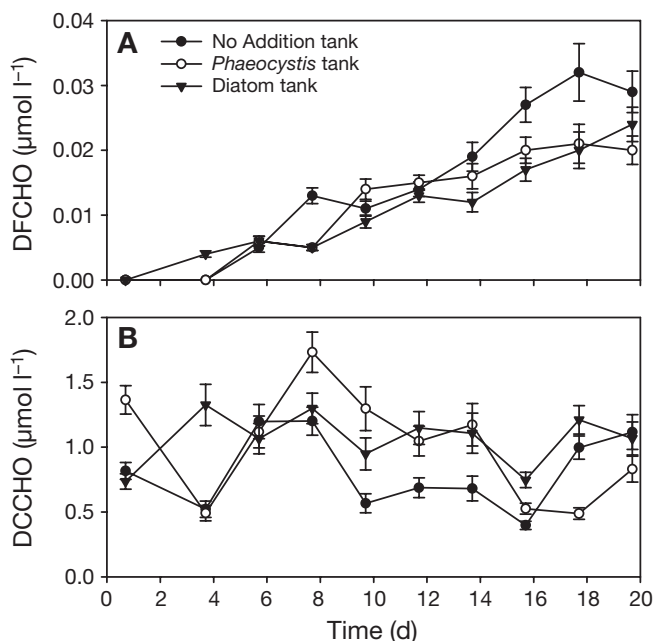 0.04
A
No Addition tank
Phaeocystis tank
Diatom tank
0.03
0.02
0.01
0.00
DFCHO (µmol l–1)
2.0
B
1.5
1.0
0.5
0.0
DCCHO (µmol l–1)
0 2 4 6 8 10 12 14 16 18 20
Time (d)